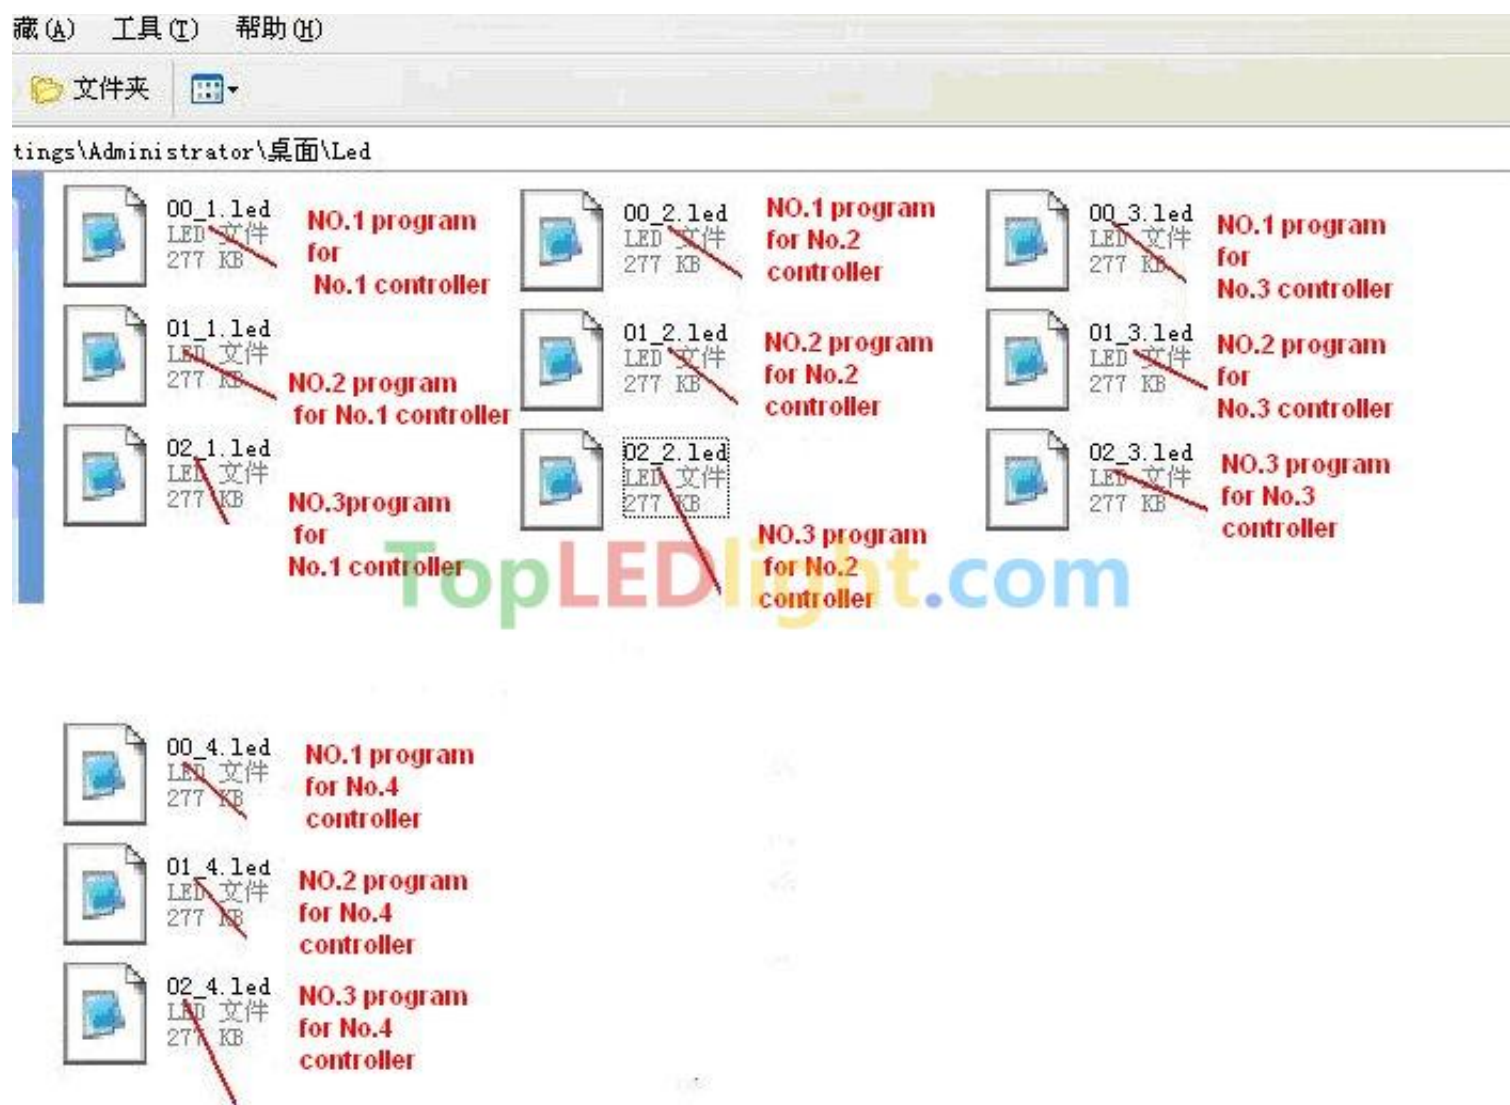 藏(A) 工具(T) 帮助(H)
文件夹
tings\Administrator\桌面\Led
00_1.led
LED 文件
277 KB
NO.1 program
for
No.1 controller
00_2.led
LED 文件
277 KB
NO.1 program
for No.2
controller
00_3.led
LED 文件
277 KB
NO.1 program
for
No.3 controller
01_1.led
LED 文件
277 KB
NO.2 program
for No.1 controller
01_2.led
LED 文件
277 KB
NO.2 program
for No.2
controller
01_3.led
LED 文件
277 KB
NO.2 program
for
No.3 controller
02_1.led
LED 文件
277 KB
NO.3program
for
No.1 controller
02_2.led
LED 文件
277 KB
NO.3 program
for No.2
controller
02_3.led
LED 文件
277 KB
NO.3 program
for No.3
controller
TopLEDlight.com
00_4.led
LED 文件
277 KB
NO.1 program
for No.4
controller
01_4.led
LED 文件
277 KB
NO.2 program
for No.4
controller
02_4.led
LED 文件
277 KB
NO.3 program
for No.4
controller